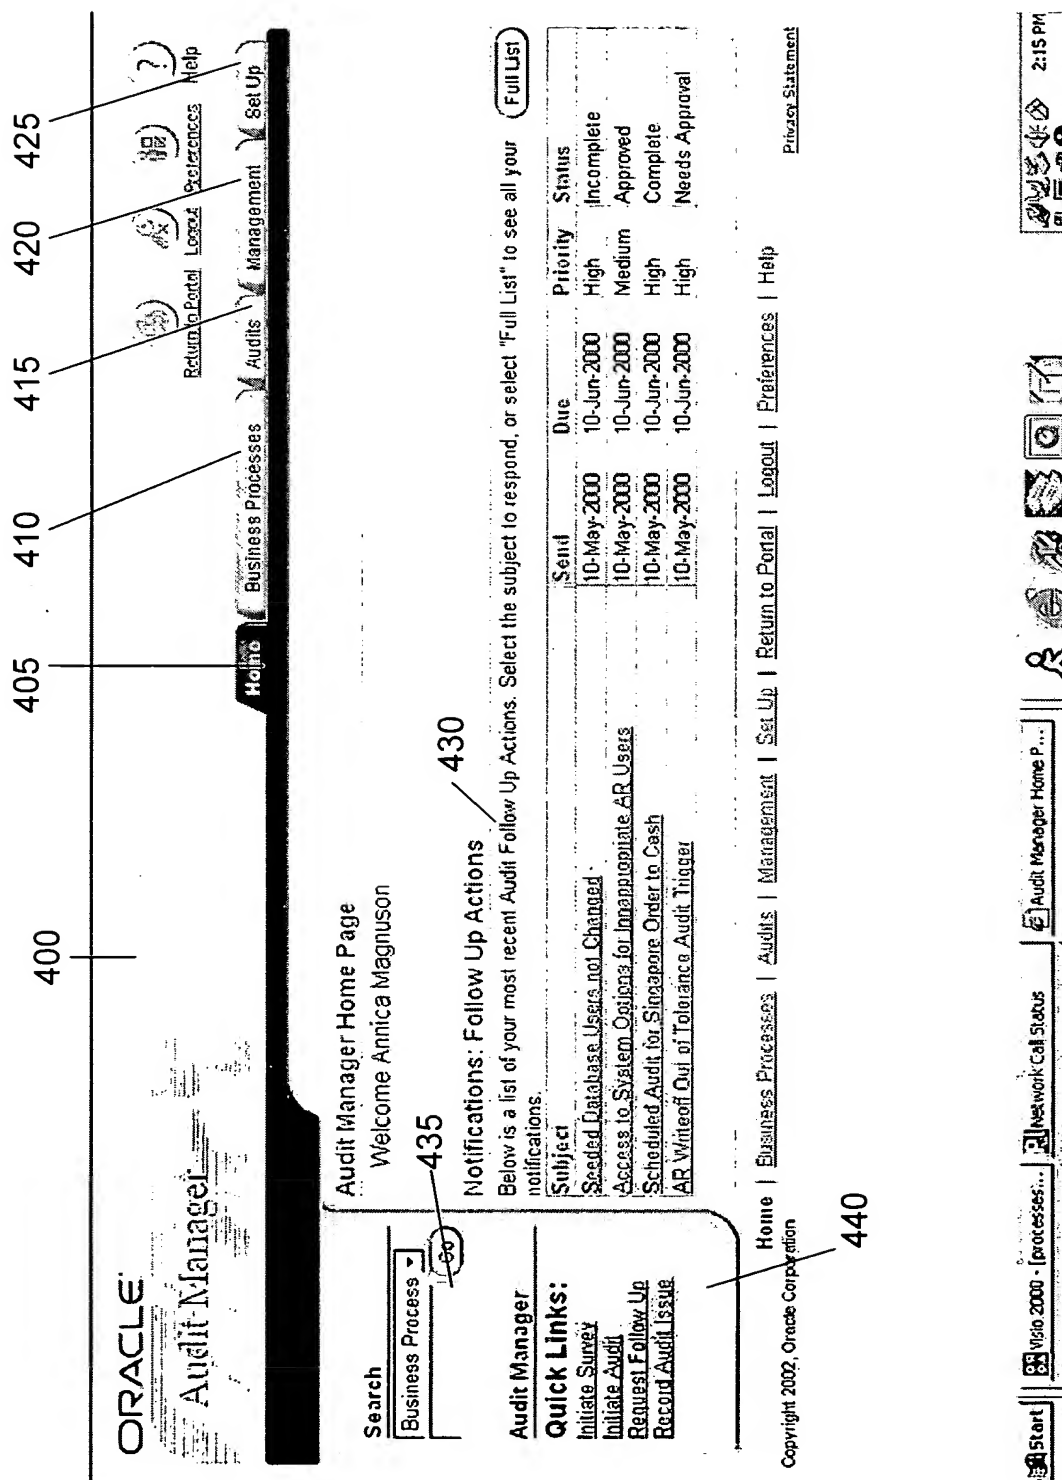 400
405
410
415
420
425
ORACLE
Audit Manager
Return to Portal Logout Preferences Help
Home Business Processes Audits Management Set Up
Search
Business Process
Go
435
Audit Manager
Quick Links:
Initiate Survey
Initiate Audit
Request Follow Up
Record Audit Issue
440
Audit Manager Home Page
Welcome Annica Magnuson
Notifications: Follow Up Actions
430
Below is a list of your most recent Audit Follow Up Actions. Select the subject to respond, or select "Full List" to see all your
notifications.
Full List
Subject Send Due Priority Status
Seeded Database Users not Changed 10-May-2000 10-Jun-2000 High Incomplete
Access to System Options for Innappropriate AR Users 10-May-2000 10-Jun-2000 Medium Approved
Scheduled Audit for Singapore Order to Cash 10-May-2000 10-Jun-2000 High Complete
AR Writeoff Out of Tolorance Audit Trigger 10-May-2000 10-Jun-2000 High Needs Approval
Home | Business Processes | Audits | Management | Set Up | Return to Portal | Logout | Preferences | Help
Copyright 2002, Oracle Corporation
Privacy Statement
Start
Visio 2000 - [processes:...
Network Call Status
Audit Manager Home P...
2:15 PM